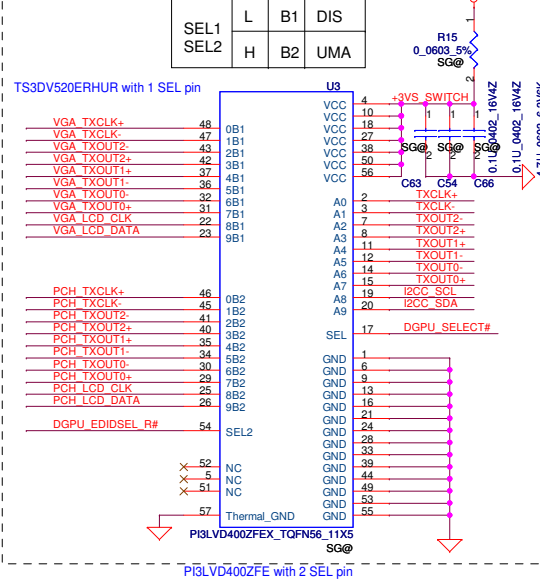 SEL1 SEL2
L B1 DIS
H B2 UMA
R15
0_0603_5%
SG@
1
2
TS3DV520ERHUR with 1 SEL pin
U3
+3VS_SWITCH
VGA_TXCLK+ 48 0B1
VGA_TXCLK- 47 1B1
VGA_TXOUT2- 43 2B1
VGA_TXOUT2+ 42 3B1
VGA_TXOUT1+ 37 4B1
VGA_TXOUT1- 36 5B1
VGA_TXOUT0- 32 6B1
VGA_TXOUT0+ 31 7B1
VGA_LCD_CLK 22 8B1
VGA_LCD_DATA 23 9B1
VCC 4
VCC 10
VCC 18
VCC 27
VCC 38
VCC 50
VCC 56
1 1 1
SG@ SG@ SG@
2 2 2
C63 C54 C66
0.1U_0402_16V4Z
0.1U_0402_16V4Z
A0 2 TXCLK+
A1 3 TXCLK-
A2 7 TXOUT2-
A3 8 TXOUT2+
A4 11 TXOUT1+
A5 12 TXOUT1-
A6 14 TXOUT0-
A7 15 TXOUT0+
A8 19 I2CC_SCL
A9 20 I2CC_SDA
SEL 17 DGPU_SELECT#
PCH_TXCLK+ 46 0B2
PCH_TXCLK- 45 1B2
PCH_TXOUT2- 41 2B2
PCH_TXOUT2+ 40 3B2
PCH_TXOUT1+ 35 4B2
PCH_TXOUT1- 34 5B2
PCH_TXOUT0- 30 6B2
PCH_TXOUT0+ 29 7B2
PCH_LCD_CLK 25 8B2
PCH_LCD_DATA 26 9B2
DGPU_EDIDSEL_R# 54 SEL2
52 NC
5 NC
51 NC
57 Thermal_GND
GND 1
GND 6
GND 9
GND 13
GND 16
GND 21
GND 24
GND 28
GND 33
GND 39
GND 44
GND 49
GND 53
GND 55
PI3LVD400ZFEX_TQFN56_11X5
SG@
PI3LVD400ZFE with 2 SEL pin